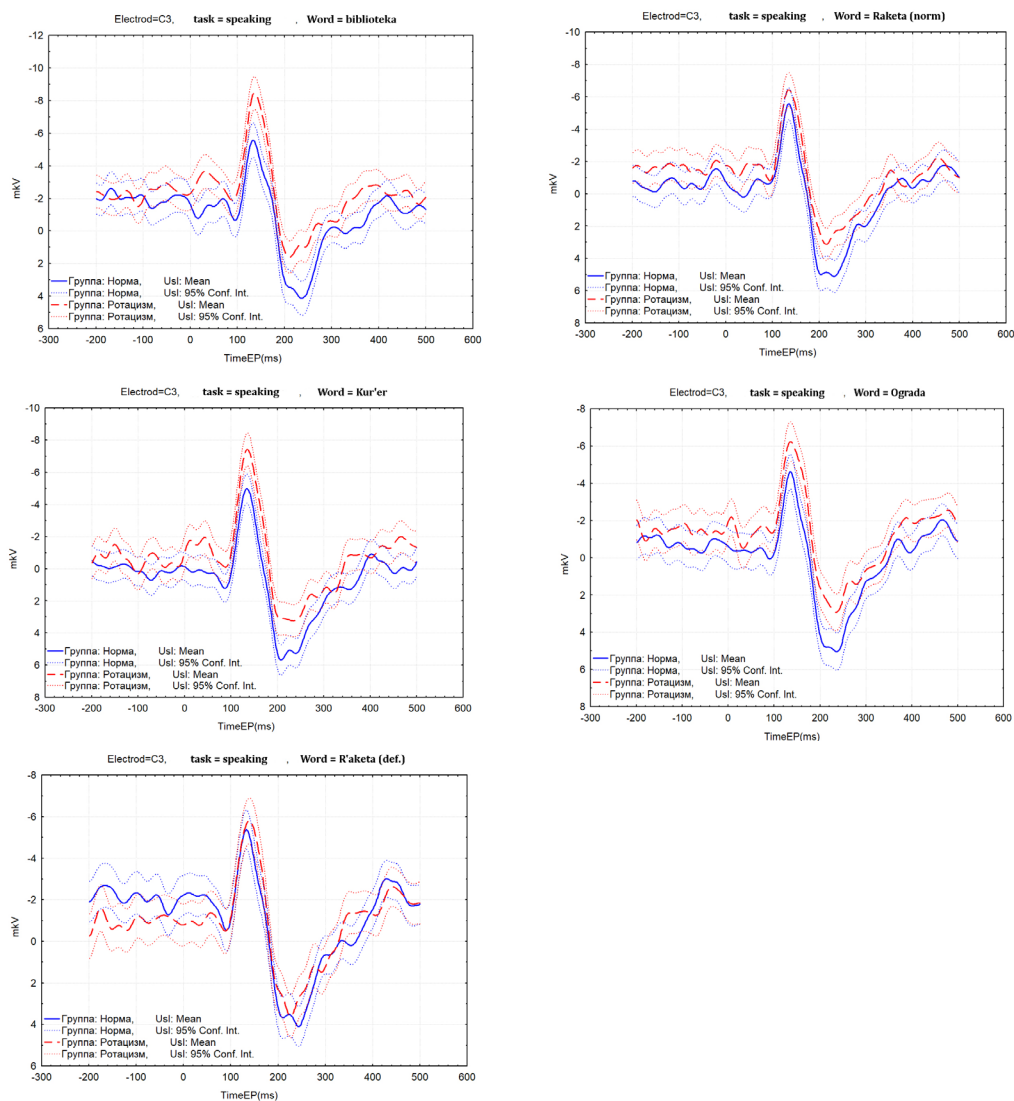 Electrod=C3, task = speaking , Word = biblioteka
-12
-10
-8
-6
-4
-2
0
2
4
6
mkV
Группа: Норма, Usl: Mean
Группа: Норма, Usl: 95% Conf. Int.
Группа: Ротацизм, Usl: Mean
Группа: Ротацизм, Usl: 95% Conf. Int.
-300 -200 -100 0 100 200 300 400 500 600
TimeEP(ms)
Electrod=C3, task = speaking , Word = Raketa (norm)
-10
-8
-6
-4
-2
0
2
4
6
8
mkV
Группа: Норма, Usl: Mean
Группа: Норма, Usl: 95% Conf. Int.
Группа: Ротацизм, Usl: Mean
Группа: Ротацизм, Usl: 95% Conf. Int.
-300 -200 -100 0 100 200 300 400 500 600
TimeEP(ms)
Electrod=C3, task = speaking , Word = Kur'er
-10
-8
-6
-4
-2
0
2
4
6
8
mkV
Группа: Норма, Usl: Mean
Группа: Норма, Usl: 95% Conf. Int.
Группа: Ротацизм, Usl: Mean
Группа: Ротацизм, Usl: 95% Conf. Int.
-300 -200 -100 0 100 200 300 400 500 600
TimeEP(ms)
Electrod=C3, task = speaking , Word = Ograda
-8
-6
-4
-2
0
2
4
6
8
mkV
Группа: Норма, Usl: Mean
Группа: Норма, Usl: 95% Conf. Int.
Группа: Ротацизм, Usl: Mean
Группа: Ротацизм, Usl: 95% Conf. Int.
-300 -200 -100 0 100 200 300 400 500 600
TimeEP(ms)
Electrod=C3, task = speaking , Word = R'aketa (def.)
-8
-6
-4
-2
0
2
4
6
mkV
Группа: Норма, Usl: Mean
Группа: Норма, Usl: 95% Conf. Int.
Группа: Ротацизм, Usl: Mean
Группа: Ротацизм, Usl: 95% Conf. Int.
-300 -200 -100 0 100 200 300 400 500 600
TimeEP(ms)